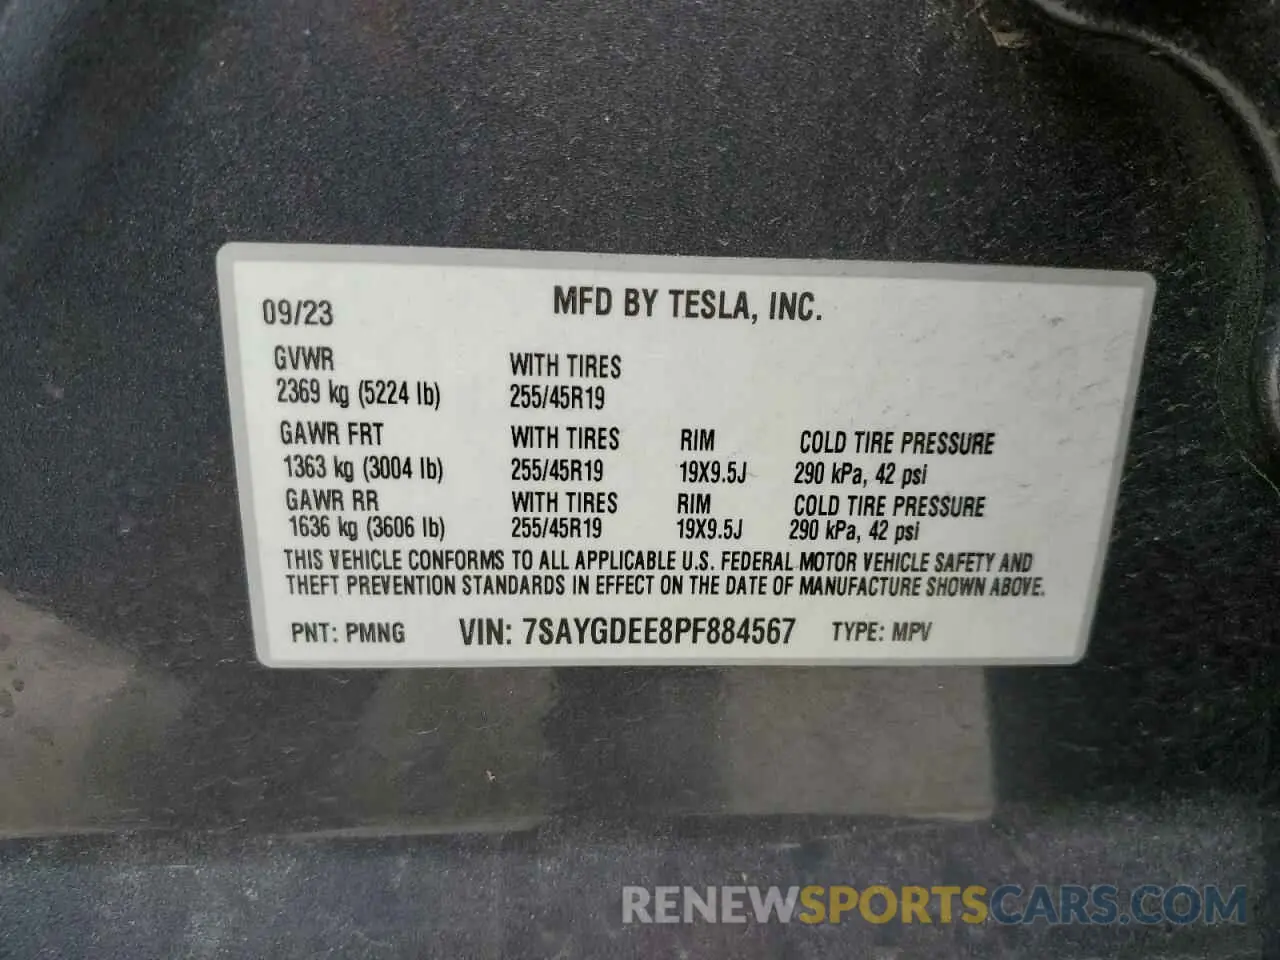 09/23 MFD BY TESLA, INC.
GVWR WITH TIRES
2369 kg (5224 lb) 255/45R19
GAWR FRT WITH TIRES RIM COLD TIRE PRESSURE
1363 kg (3004 lb) 255/45R19 19X9.5J 290 kPa, 42 psi
GAWR RR WITH TIRES RIM COLD TIRE PRESSURE
1636 kg (3606 lb) 255/45R19 19X9.5J 290 kPa, 42 psi
THIS VEHICLE CONFORMS TO ALL APPLICABLE U.S. FEDERAL MOTOR VEHICLE SAFETY AND
THEFT PREVENTION STANDARDS IN EFFECT ON THE DATE OF MANUFACTURE SHOWN ABOVE.
PNT: PMNG VIN: 7SAYGDEE8PF884567 TYPE: MPV
RENEWSPORTSCARS.COM